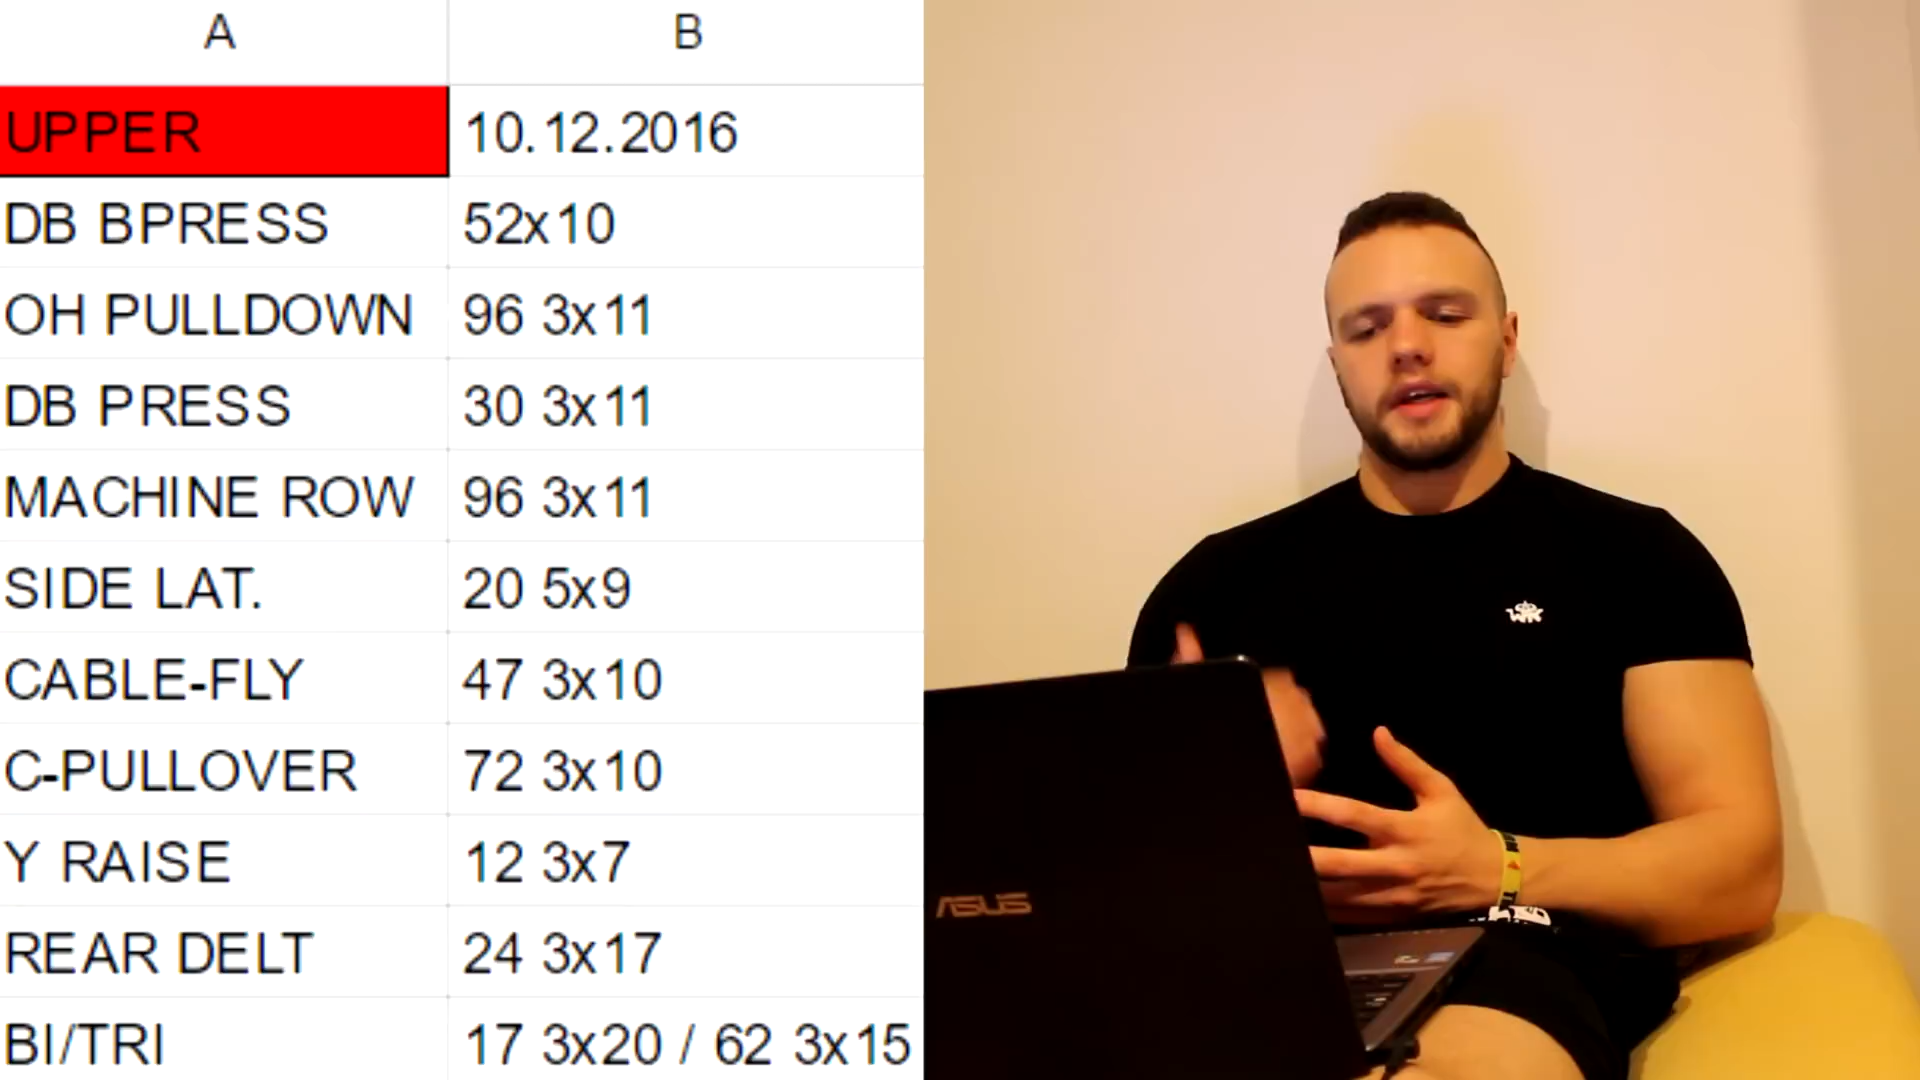 A B
UPPER 10.12.2016
DB BPRESS 52x10
OH PULLDOWN 96 3x11
DB PRESS 30 3x11
MACHINE ROW 96 3x11
SIDE LAT. 20 5x9
CABLE-FLY 47 3x10
C-PULLOVER 72 3x10
Y RAISE 12 3x7
REAR DELT 24 3x17
BI/TRI 17 3x20 / 62 3x15
ASUS